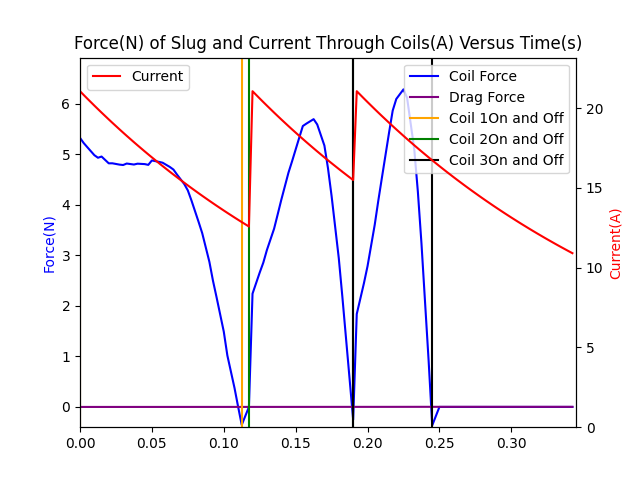 Force(N) of Slug and Current Through Coils(A) Versus Time(s)
Current
Coil Force
Drag Force
Coil 1On and Off
Coil 2On and Off
Coil 3On and Off
Force(N)
6
5
4
3
2
1
0
Current(A)
20
15
10
5
0
0.00 0.05 0.10 0.15 0.20 0.25 0.30